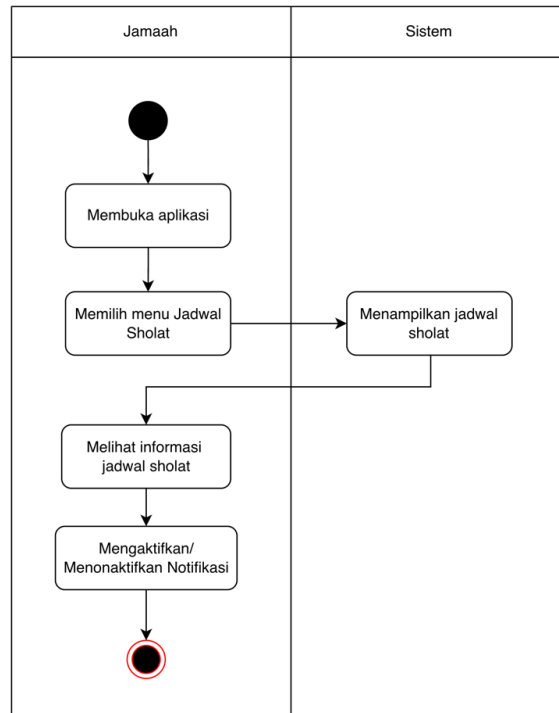 Jamaah
Sistem
Membuka aplikasi
Memilih menu Jadwal
Sholat
Menampilkan jadwal
sholat
Melihat informasi
jadwal sholat
Mengaktifkan/
Menonaktifkan Notifikasi